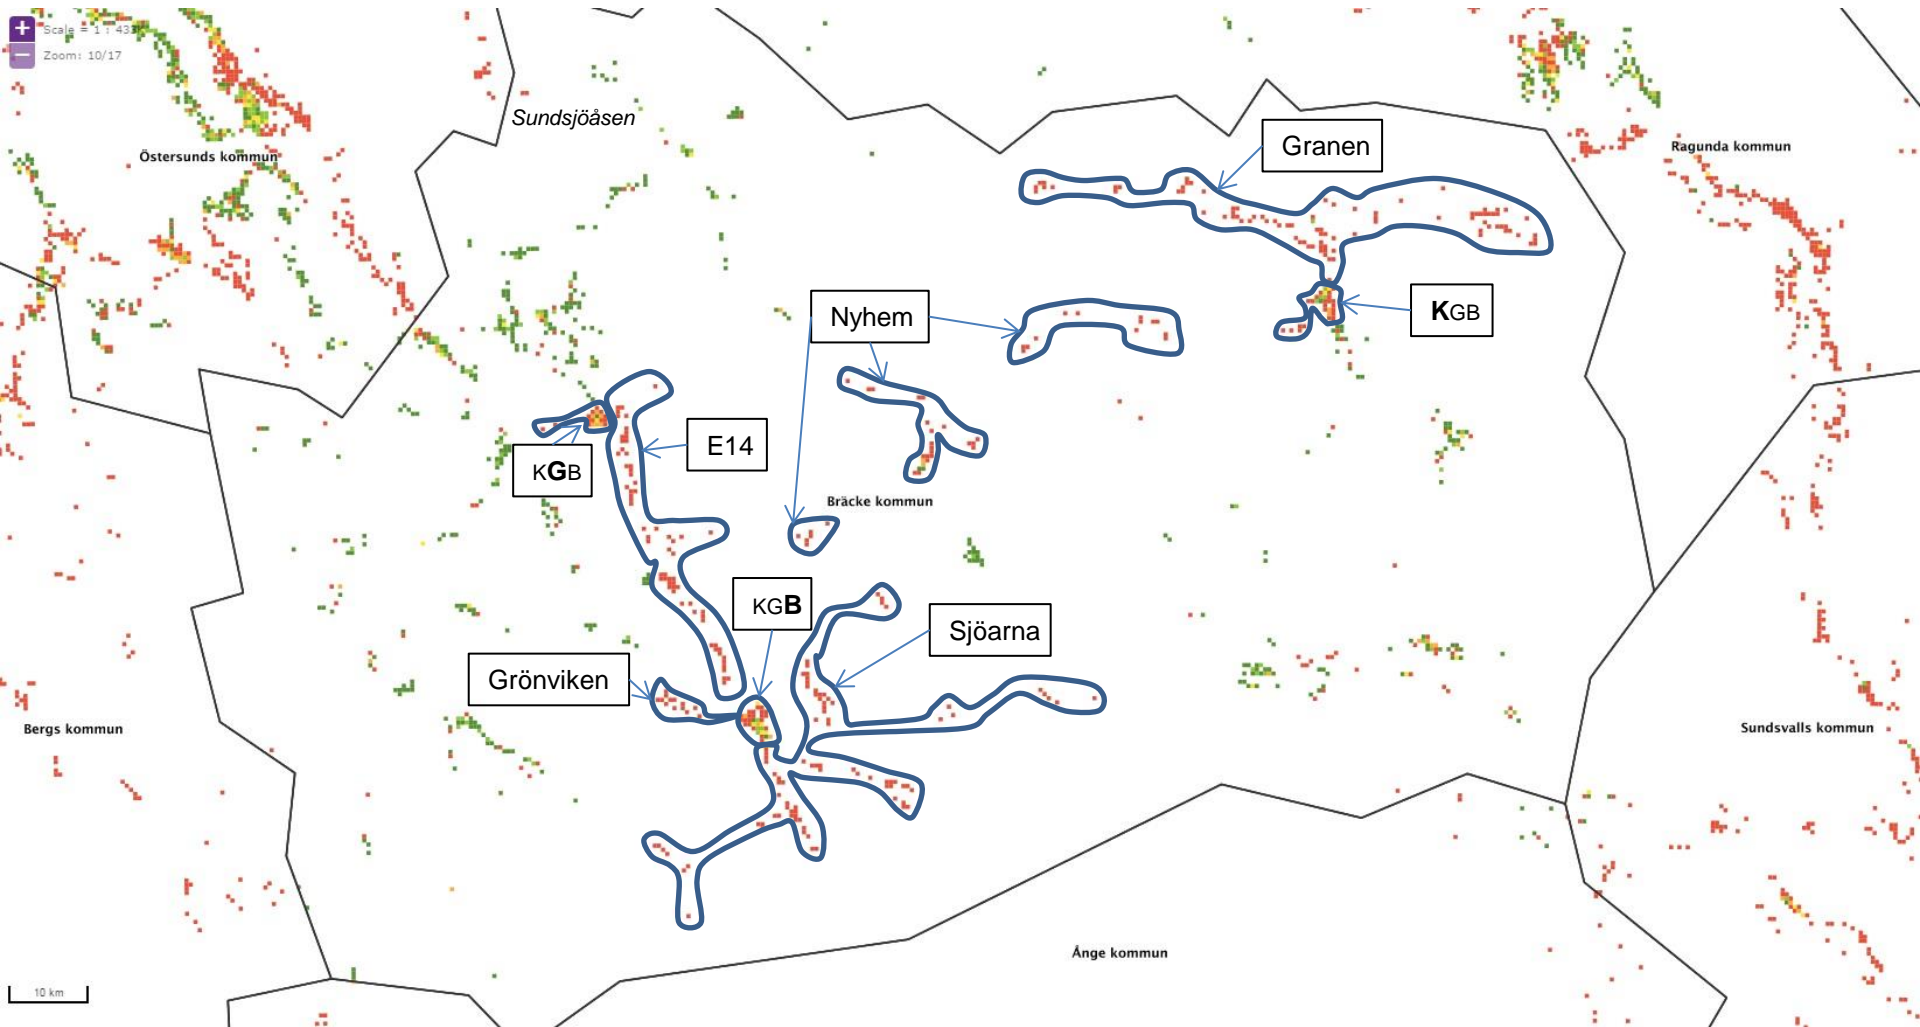 + Scale = 1 : 433
− Zoom: 10/17
Sundsjöåsen
Östersunds kommun
Granen
Ragunda kommun
Nyhem
KGB
E14
KGB
Bräcke kommun
KGB
Sjöarna
Grönviken
Bergs kommun
Sundsvalls kommun
Ånge kommun
10 km